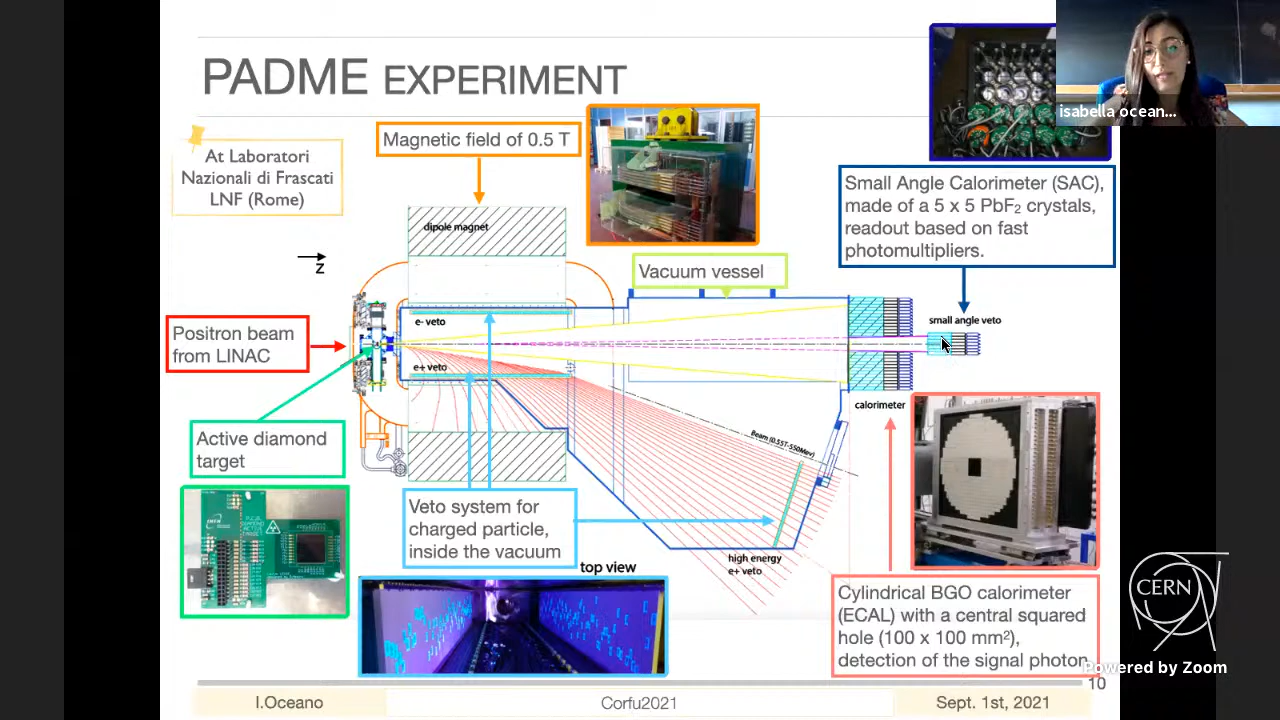 PADME EXPERIMENT
isabella ocean...
At Laboratori
Nazionali di Frascati
LNF (Rome)
Magnetic field of 0.5 T
Small Angle Calorimeter (SAC),
made of a 5 x 5 PbF₂ crystals,
readout based on fast
photomultipliers.
dipole magnet
z
Vacuum vessel
e- veto
small angle veto
Positron beam
from LINAC
e+ veto
calorimeter
Active diamond
target
Beam (0.55T-550Mev)
Veto system for
charged particle,
inside the vacuum
high energy
e+ veto
top view
Cylindrical BGO calorimeter
(ECAL) with a central squared
hole (100 x 100 mm²),
detection of the signal photon
CERN
Powered by Zoom
10
I.Oceano
Corfu2021
Sept. 1st, 2021